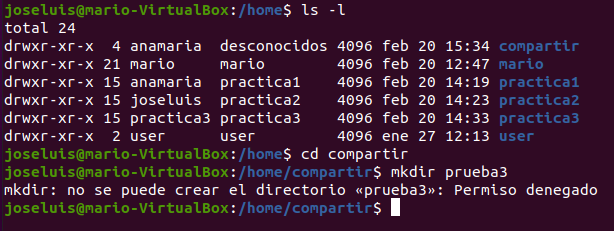 joseluis@mario-VirtualBox:/home$ ls -l
total 24
drwxr-xr-x  4 anamaria  desconocidos 4096 feb 20 15:34 compartir
drwxr-xr-x 21 mario     mario        4096 feb 20 12:47 mario
drwxr-xr-x 15 anamaria  practica1    4096 feb 20 14:19 practica1
drwxr-xr-x 15 joseluis  practica2    4096 feb 20 14:23 practica2
drwxr-xr-x 15 practica3 practica3    4096 feb 20 14:33 practica3
drwxr-xr-x  2 user      user         4096 ene 27 12:13 user
joseluis@mario-VirtualBox:/home$ cd compartir
joseluis@mario-VirtualBox:/home/compartir$ mkdir prueba3
mkdir: no se puede crear el directorio «prueba3»: Permiso denegado
joseluis@mario-VirtualBox:/home/compartir$